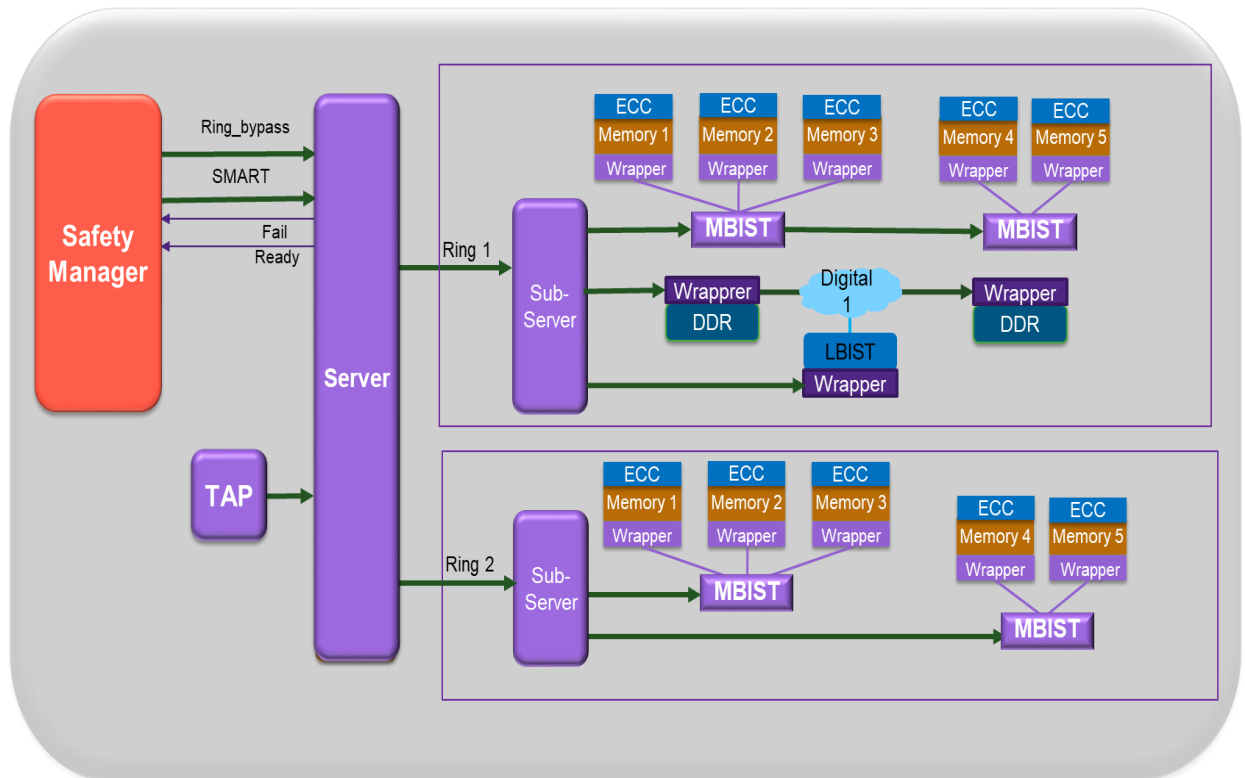 Safety
Manager
Ring_bypass
SMART
Fail
Ready
TAP
Server
Ring 1
Sub-
Server
ECC
Memory 1
Wrapper
ECC
Memory 2
Wrapper
ECC
Memory 3
Wrapper
MBIST
ECC
Memory 4
Wrapper
ECC
Memory 5
Wrapper
MBIST
Wrapprer
DDR
Digital
1
Wrapper
DDR
LBIST
Wrapper
Ring 2
Sub-
Server
ECC
Memory 1
Wrapper
ECC
Memory 2
Wrapper
ECC
Memory 3
Wrapper
MBIST
ECC
Memory 4
Wrapper
ECC
Memory 5
Wrapper
MBIST